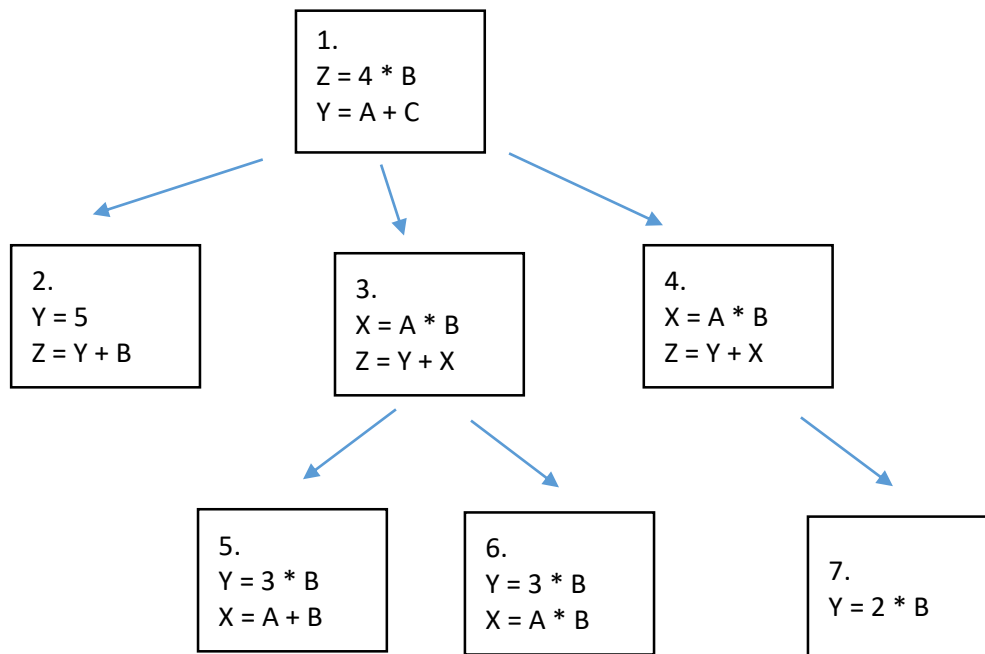 1.
Z = 4 * B
Y = A + C
2.
Y = 5
Z = Y + B
3.
X = A * B
Z = Y + X
4.
X = A * B
Z = Y + X
5.
Y = 3 * B
X = A + B
6.
Y = 3 * B
X = A * B
7.
Y = 2 * B